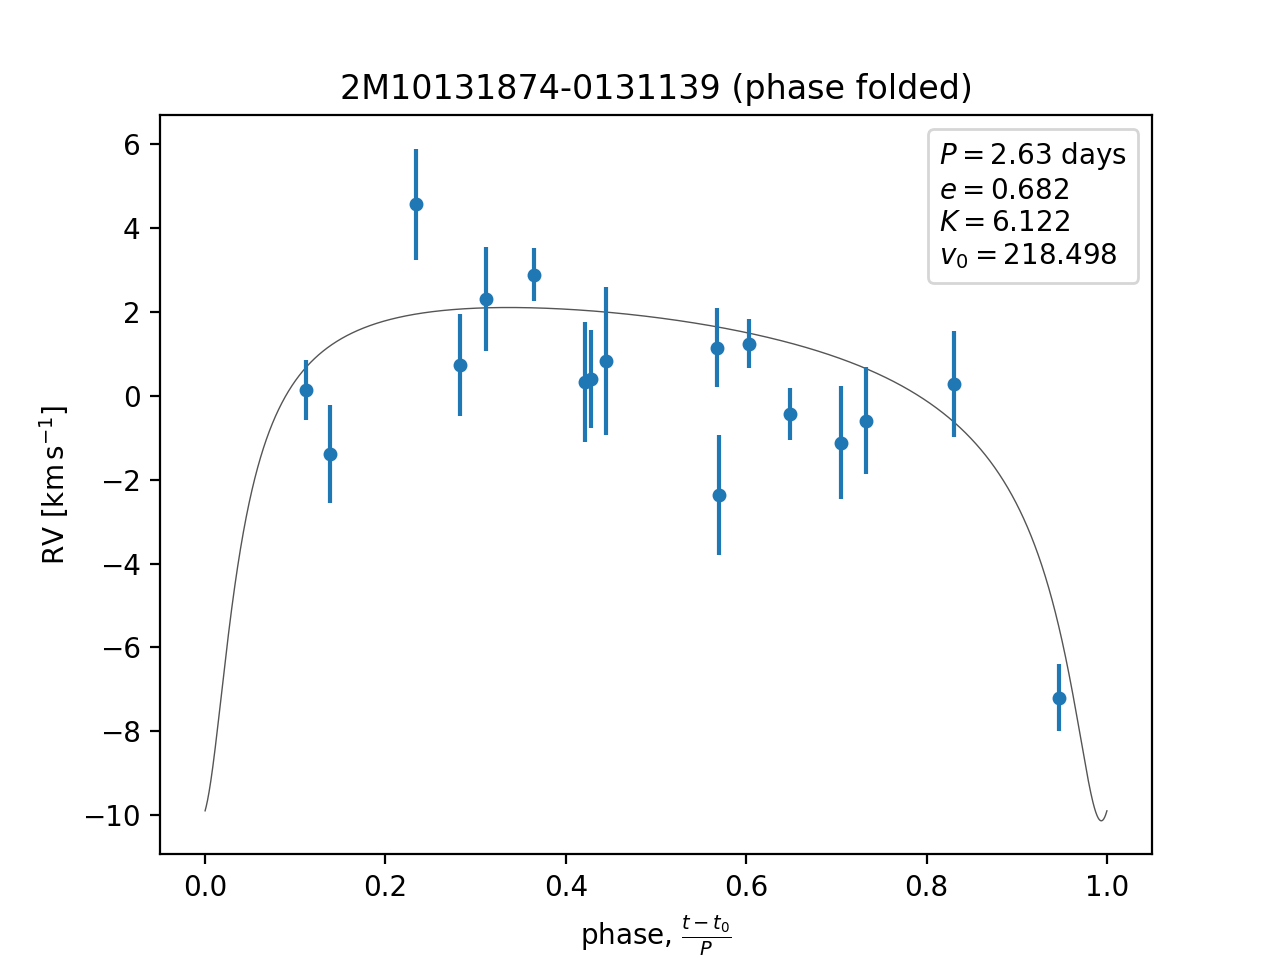 2M10131874-0131139 (phase folded)
P = 2.63 days
e = 0.682
K = 6.122
v₀ = 218.498
6
4
2
0
−2
−4
−6
−8
−10
RV [km s⁻¹]
0.0 0.2 0.4 0.6 0.8 1.0
phase, (t − t₀)/P